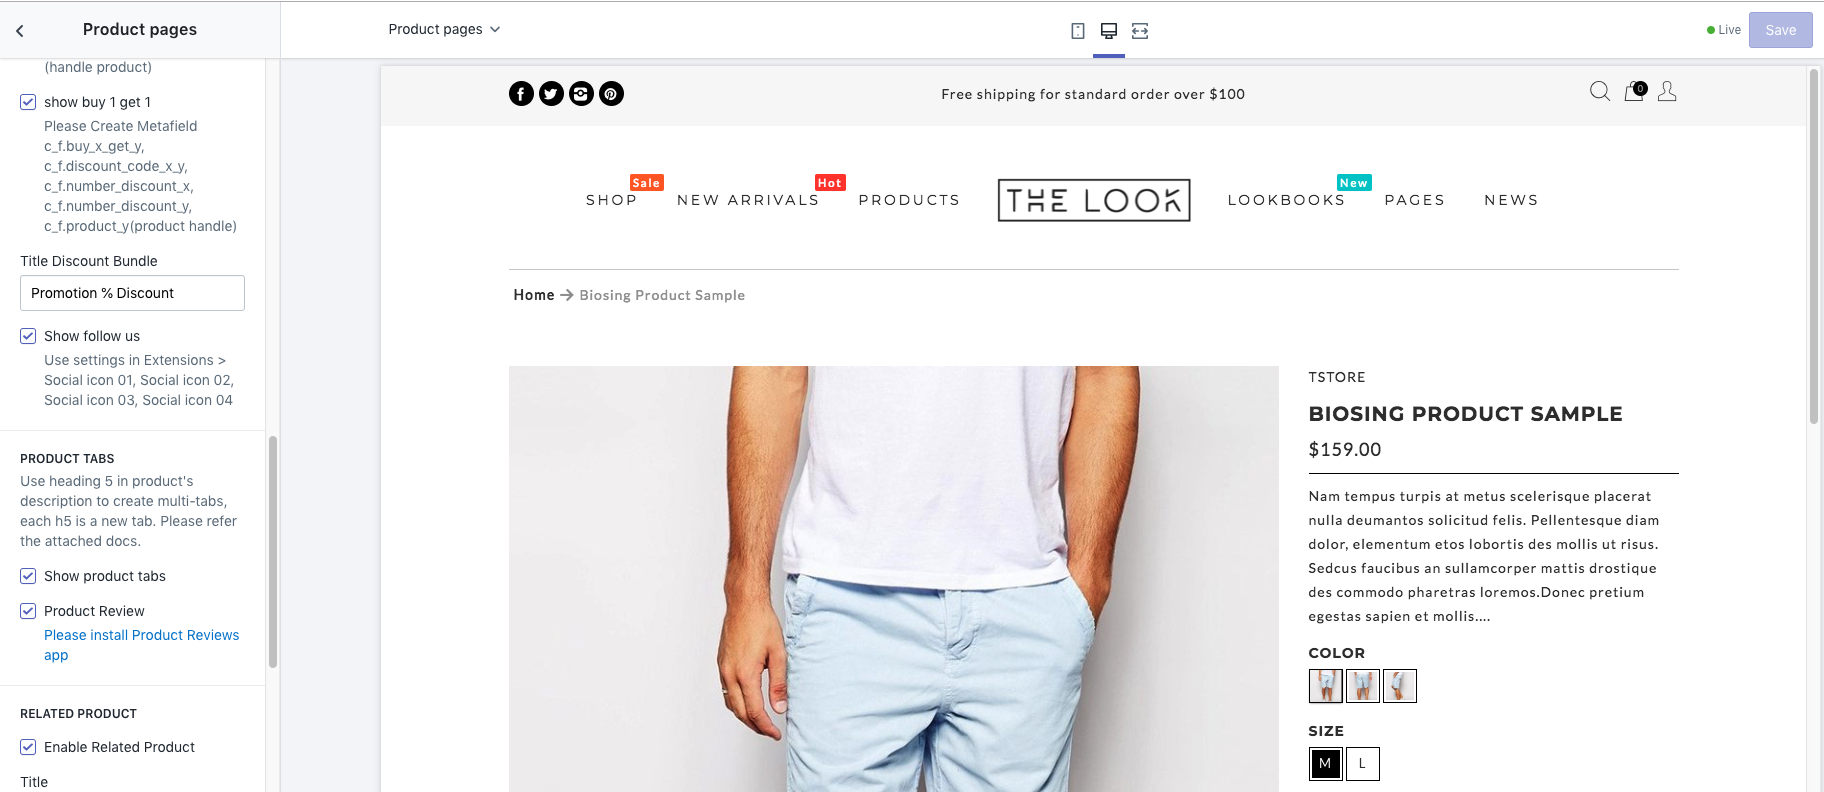 Product pages
(handle product)
show buy 1 get 1
Please Create Metafield
c_f.buy_x_get_y,
c_f.discount_code_x_y,
c_f.number_discount_x,
c_f.number_discount_y,
c_f.product_y(product handle)
Title Discount Bundle
Promotion % Discount
Show follow us
Use settings in Extensions >
Social icon 01, Social icon 02,
Social icon 03, Social icon 04
PRODUCT TABS
Use heading 5 in product's
description to create multi-tabs,
each h5 is a new tab. Please refer
the attached docs.
Show product tabs
Product Review
Please install Product Reviews
app
RELATED PRODUCT
Enable Related Product
Title
Product pages
Live
Save
Free shipping for standard order over $100
0
Sale
Hot
New
SHOP NEW ARRIVALS PRODUCTS THE LOOK LOOKBOOKS PAGES NEWS
Home → Biosing Product Sample
TSTORE
BIOSING PRODUCT SAMPLE
$159.00
Nam tempus turpis at metus scelerisque placerat
nulla deumantos solicitud felis. Pellentesque diam
dolor, elementum etos lobortis des mollis ut risus.
Sedcus faucibus an sullamcorper mattis drostique
des commodo pharetras loremos.Donec pretium
egestas sapien et mollis....
COLOR
SIZE
M L